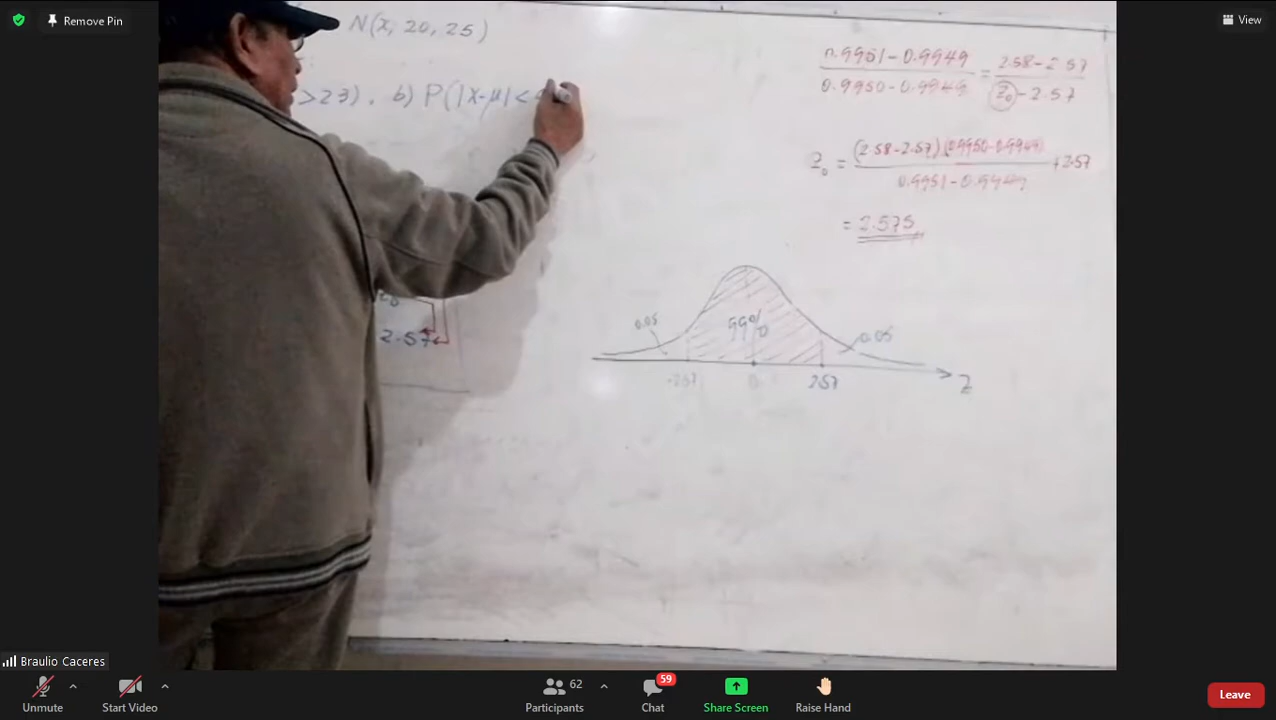 Remove Pin
View
N(x, 20, 25)
>23). b) P(|X-μ|<
0.9951-0.9949 = 2.58-2.57
0.9950-0.9949 z₀-2.57
z₀ = (2.58-2.57)(0.9950-0.9949) +2.57
0.9951-0.9949
= 2.575
2.57
0.05
99%
0.05
-2.57 0 2.57 Z
Braulio Caceres
Unmute
Start Video
62
Participants
59
Chat
Share Screen
Raise Hand
Leave